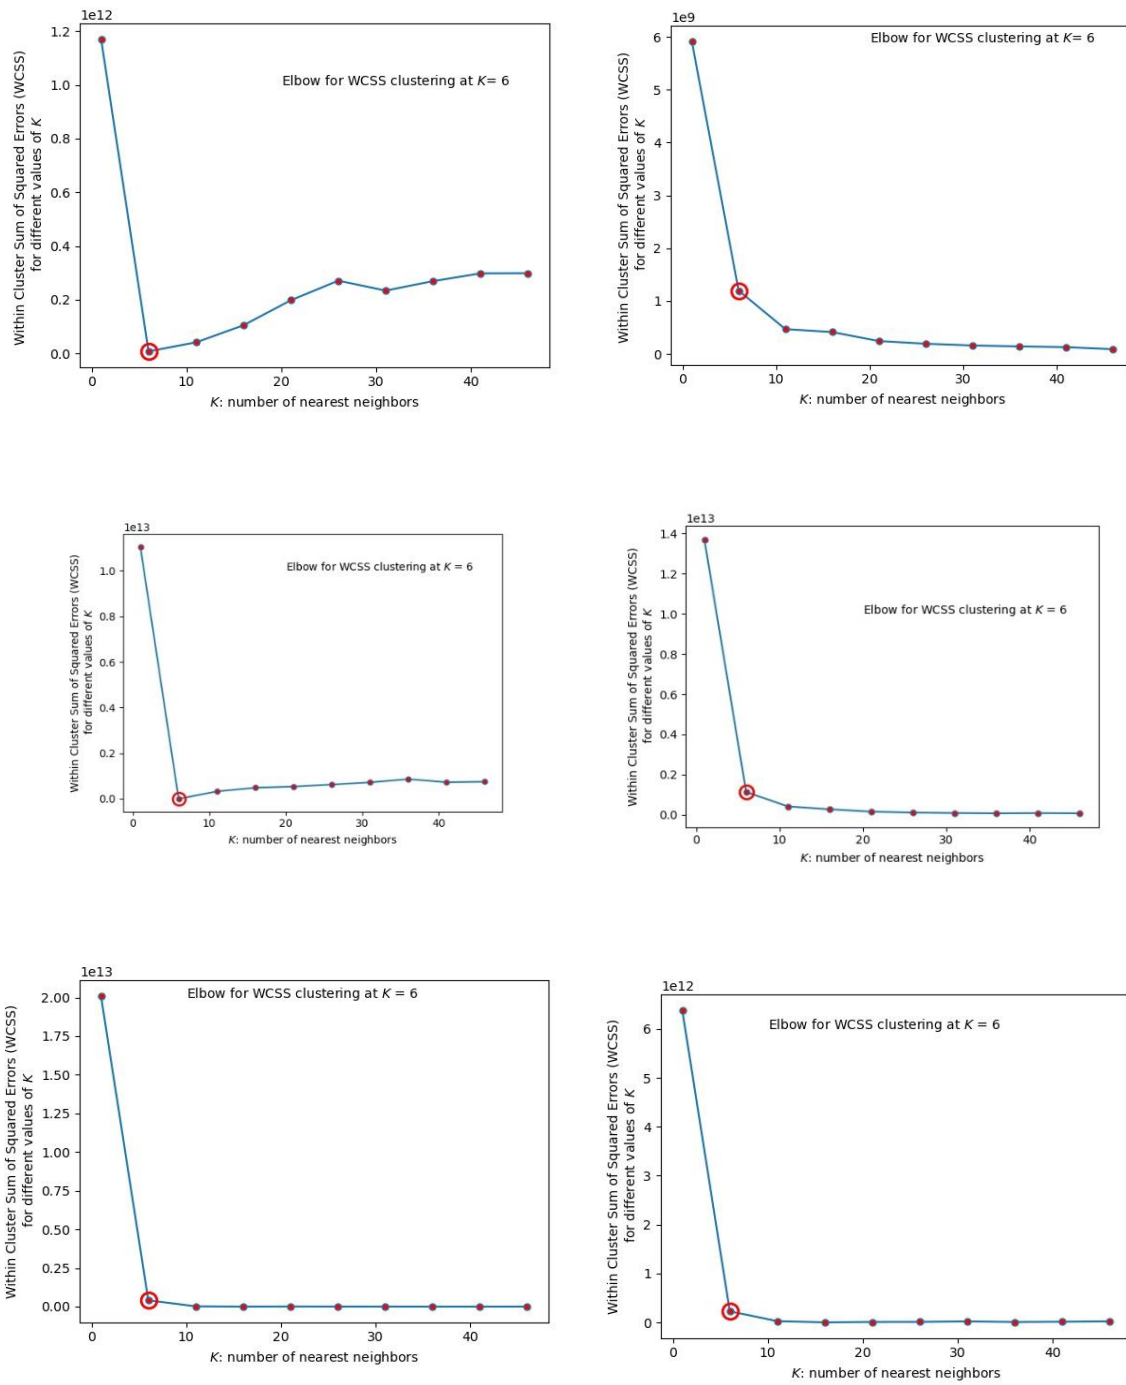 1e12
Elbow for WCSS clustering at K= 6
1.2
1.0
0.8
0.6
0.4
0.2
0.0
Within Cluster Sum of Squared Errors (WCSS)
for different values of K
0 10 20 30 40
K: number of nearest neighbors
1e9
Elbow for WCSS clustering at K= 6
6
5
4
3
2
1
0
Within Cluster Sum of Squared Errors (WCSS)
for different values of K
0 10 20 30 40
K: number of nearest neighbors
1e13
Elbow for WCSS clustering at K = 6
1.0
0.8
0.6
0.4
0.2
0.0
Within Cluster Sum of Squared Errors (WCSS)
for different values of K
0 10 20 30 40
K: number of nearest neighbors
1e13
Elbow for WCSS clustering at K = 6
1.4
1.2
1.0
0.8
0.6
0.4
0.2
0.0
Within Cluster Sum of Squared Errors (WCSS)
for different values of K
0 10 20 30 40
K: number of nearest neighbors
1e13
Elbow for WCSS clustering at K = 6
2.00
1.75
1.50
1.25
1.00
0.75
0.50
0.25
0.00
Within Cluster Sum of Squared Errors (WCSS)
for different values of K
0 10 20 30 40
K: number of nearest neighbors
1e12
Elbow for WCSS clustering at K = 6
6
5
4
3
2
1
0
Within Cluster Sum of Squared Errors (WCSS)
for different values of K
0 10 20 30 40
K: number of nearest neighbors